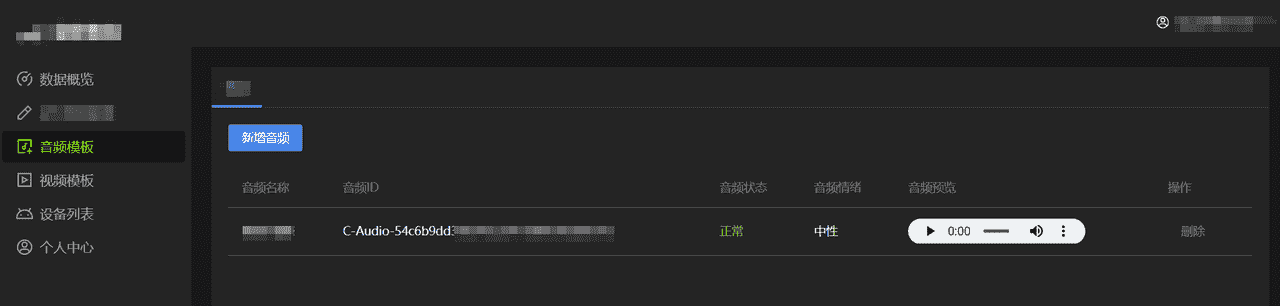 数据概览
音频模板
视频模板
设备列表
个人中心
新增音频
音频名称 音频ID 音频状态 音频情绪 音频预览 操作
C-Audio-54c6b9dd 正常 中性 0:00 删除